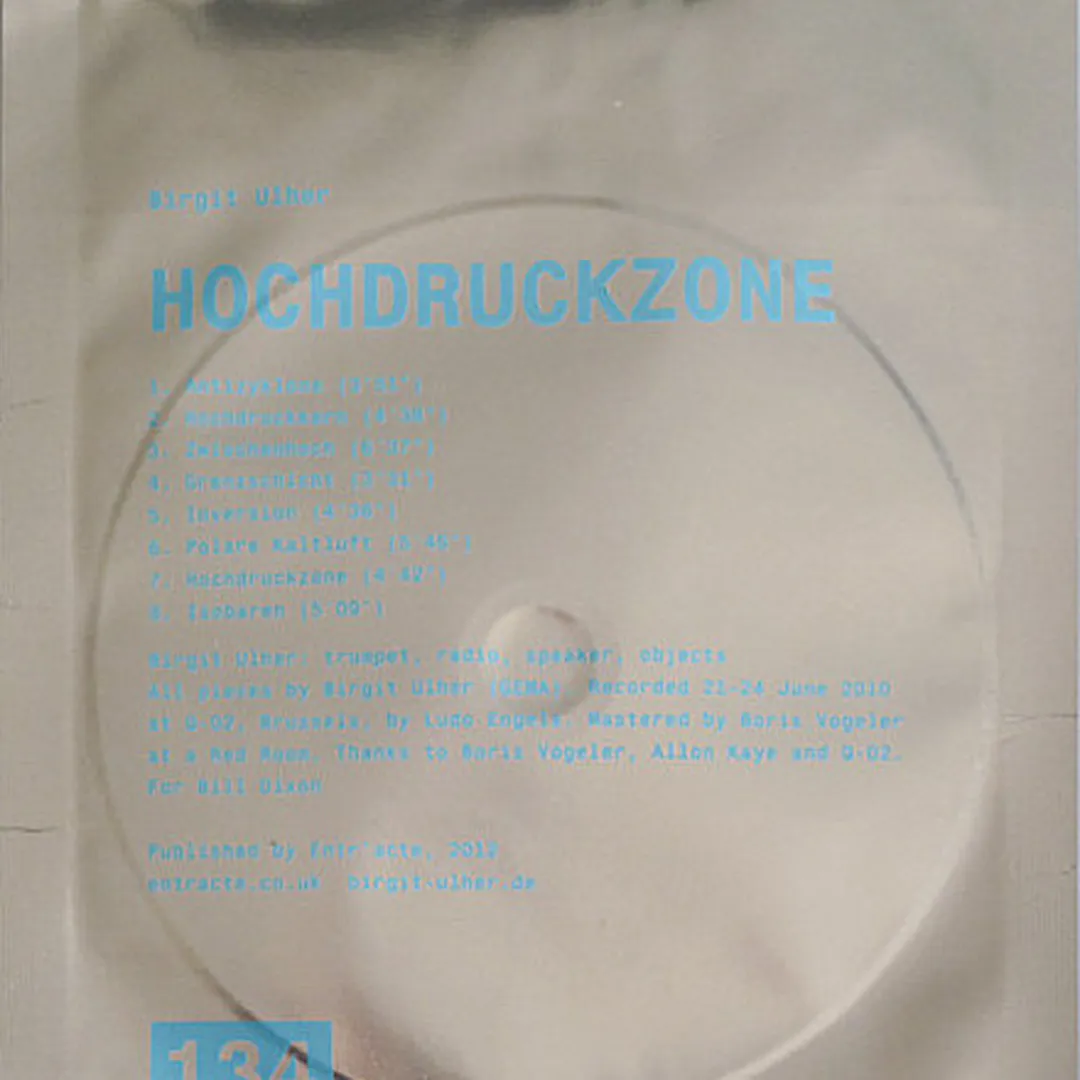 Birgit Ulher
HOCHDRUCKZONE
1. Antizyklone
2. Hochdruckkern (4'38")
3. Zwischenhoch (6'37")
4. Grenzschicht (3'31")
5. Inversion (4'36")
6. Polare Kaltluft (5'45")
7. Hochdruckzone (4'42")
8. Isobaren (5'09")
Birgit Ulher: trumpet, radio, speaker, objects
All pieces by Birgit Ulher (GEMA). Recorded 21-24 June 2010
at Q-O2, Brussels, by Ludo Engels. Mastered by Boris Vogeler
at a Red Room. Thanks to Boris Vogeler, Allon Kaye and Q-O2.
For Bill Dixon
Published by Entr'acte, 2012
entracte.co.uk birgit-ulher.de
134